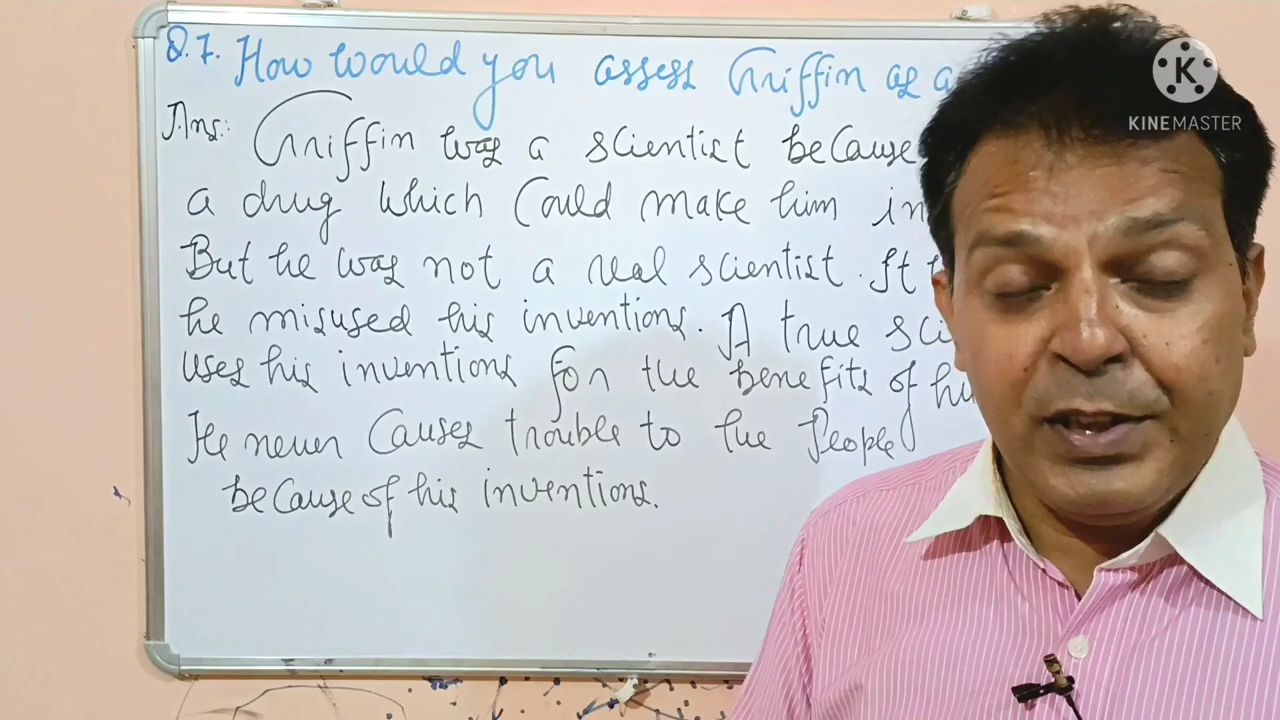 Q.7. How would you assess Griffin as a
Ans: Griffin was a scientist because
a drug which Could make him in
But he was not a real scientist. It
he misused his inventions. A true sci
uses his inventions for the benefits of hu
He never Causes trouble to the People
because of his inventions.
K
KINEMASTER